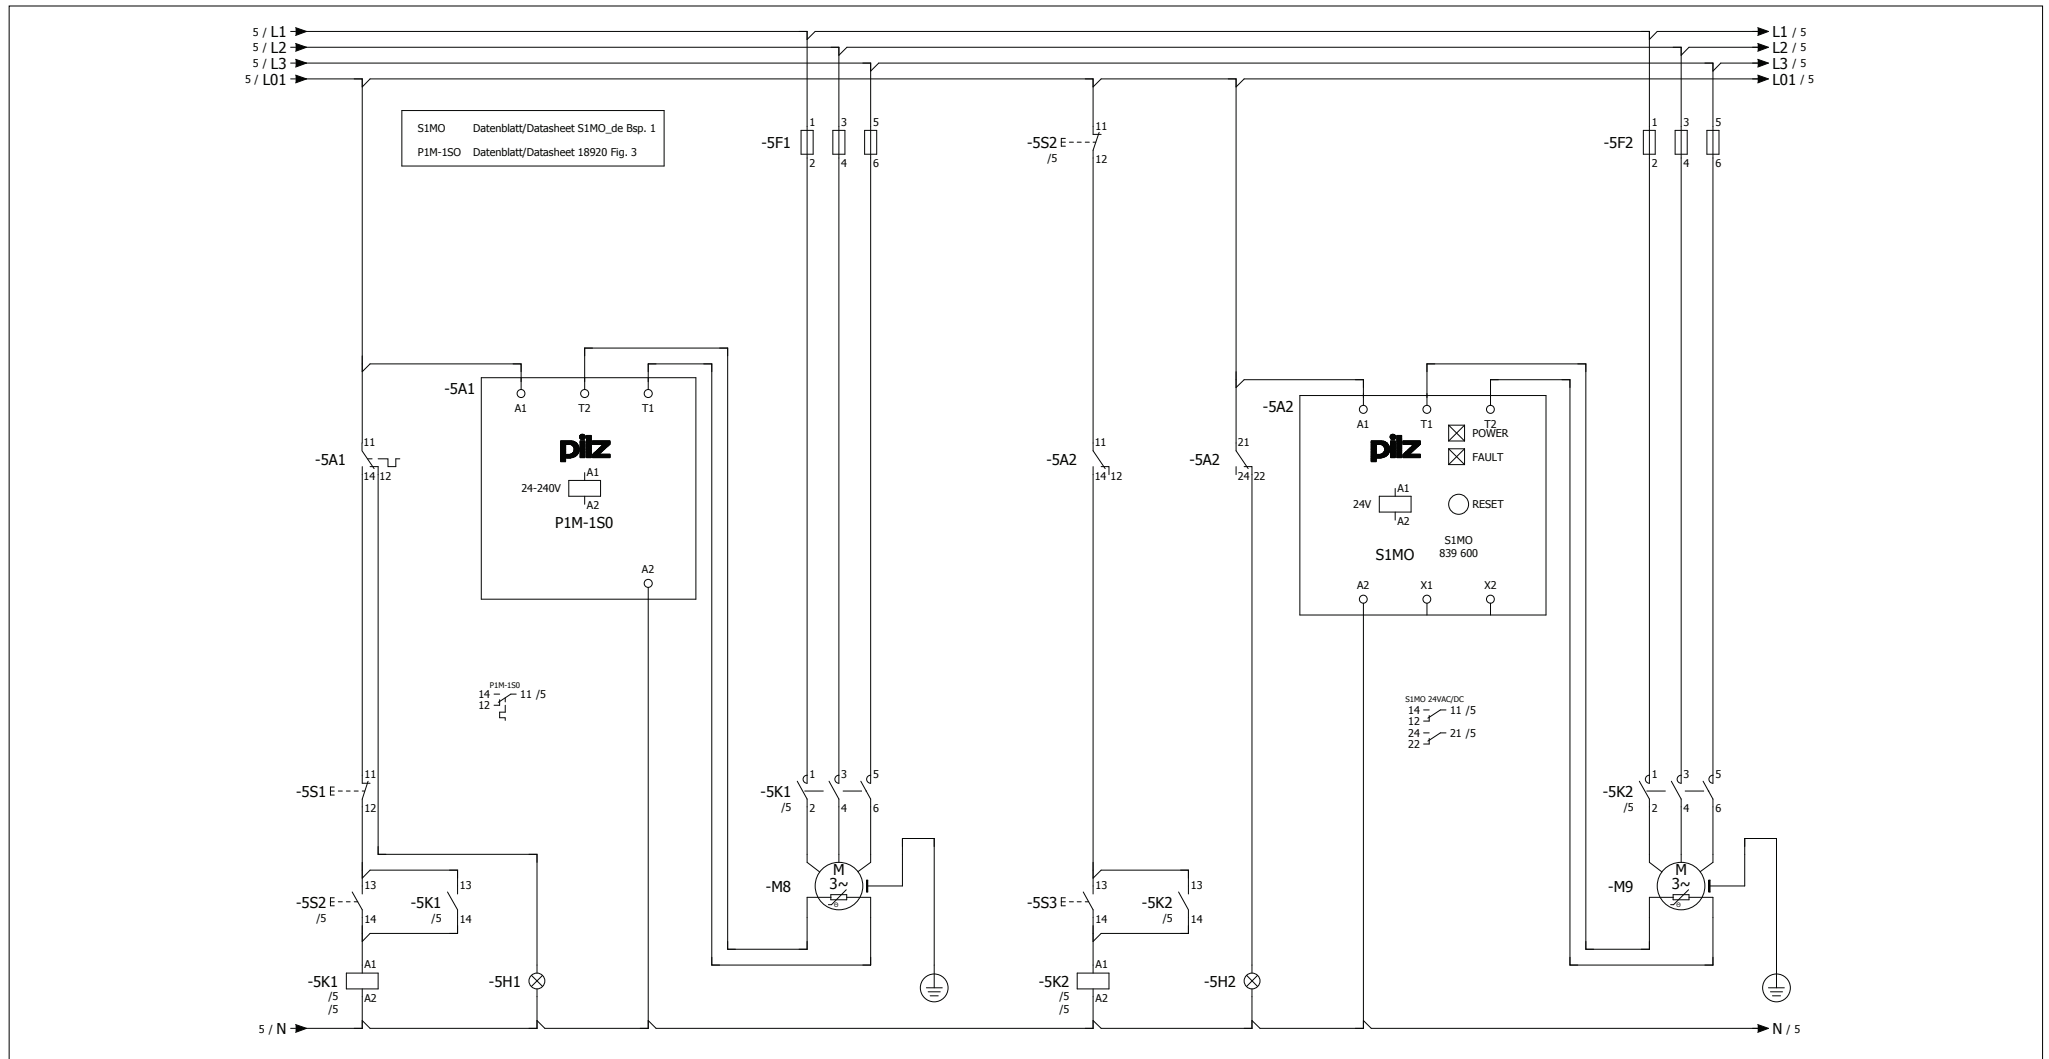 5 / L1
5 / L2
5 / L3
5 / L01
L1 / 5
L2 / 5
L3 / 5
L01 / 5
S1MO Datenblatt/Datasheet S1MO_de Bsp. 1
P1M-1SO Datenblatt/Datasheet 18920 Fig. 3
-5F1
1 3 5
2 4 6
-5S2 E
/5
11
12
-5F2
1 3 5
2 4 6
-5A1
A1 T2 T1
pilz
24-240V
A1
A2
P1M-1S0
A2
-5A1
11
14 12
-5A2
11
14 12
-5A2
21
24 22
-5A2
A1 T1 T2
pilz
POWER
FAULT
24V
A1
A2
RESET
S1MO
S1MO
839 600
A2 X1 X2
P1M-1S0
14 11 /5
12
S1MO 24VAC/DC
14 11 /5
12
24 21 /5
22
-5S1 E
11
12
-5K1
/5
1 3 5
2 4 6
-5K2
/5
1 3 5
2 4 6
-5S2 E
/5
13
14
-5K1
/5
13
14
-M8
M
3~
ϑ
-5S3 E
13
14
-5K2
/5
13
14
-M9
M
3~
ϑ
-5K1
/5
/5
A1
A2
-5H1
-5K2
/5
/5
A1
A2
-5H2
5 / N
N / 5